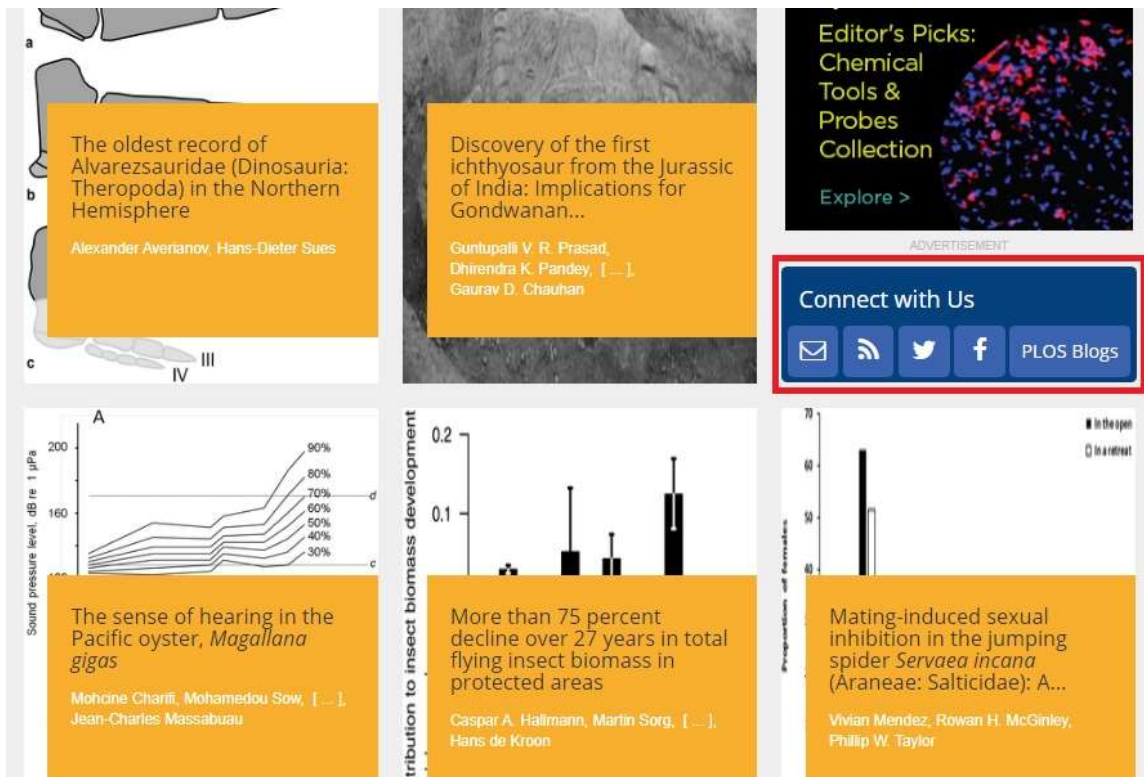 a
b
c
III
IV
The oldest record of
Alvarezsauridae (Dinosauria:
Theropoda) in the Northern
Hemisphere
Alexander Averianov, Hans-Dieter Sues
Discovery of the first
ichthyosaur from the Jurassic
of India: Implications for
Gondwanan...
Guntupalli V. R. Prasad,
Dhirendra K. Pandey, [ ... ],
Gaurav D. Chauhan
Editor's Picks:
Chemical
Tools &
Probes
Collection
Explore >
ADVERTISEMENT
Connect with Us
PLOS Blogs
A
Sound pressure level, dB re 1 µPa
200
160
90%
80%
70%
60%
50%
40%
30%
d
c
The sense of hearing in the
Pacific oyster, Magallana
gigas
Mohcine Charifi, Mohamedou Sow, [ ... ],
Jean-Charles Massabuau
tribution to insect biomass development
0.2
0.1
More than 75 percent
decline over 27 years in total
flying insect biomass in
protected areas
Caspar A. Hallmann, Martin Sorg, [ ... ],
Hans de Kroon
Proportion of females
70
60
50
40
In the open
In a retreat
Mating-induced sexual
inhibition in the jumping
spider Servaea incana
(Araneae: Salticidae): A...
Vivian Mendez, Rowan H. McGinley,
Phillip W. Taylor